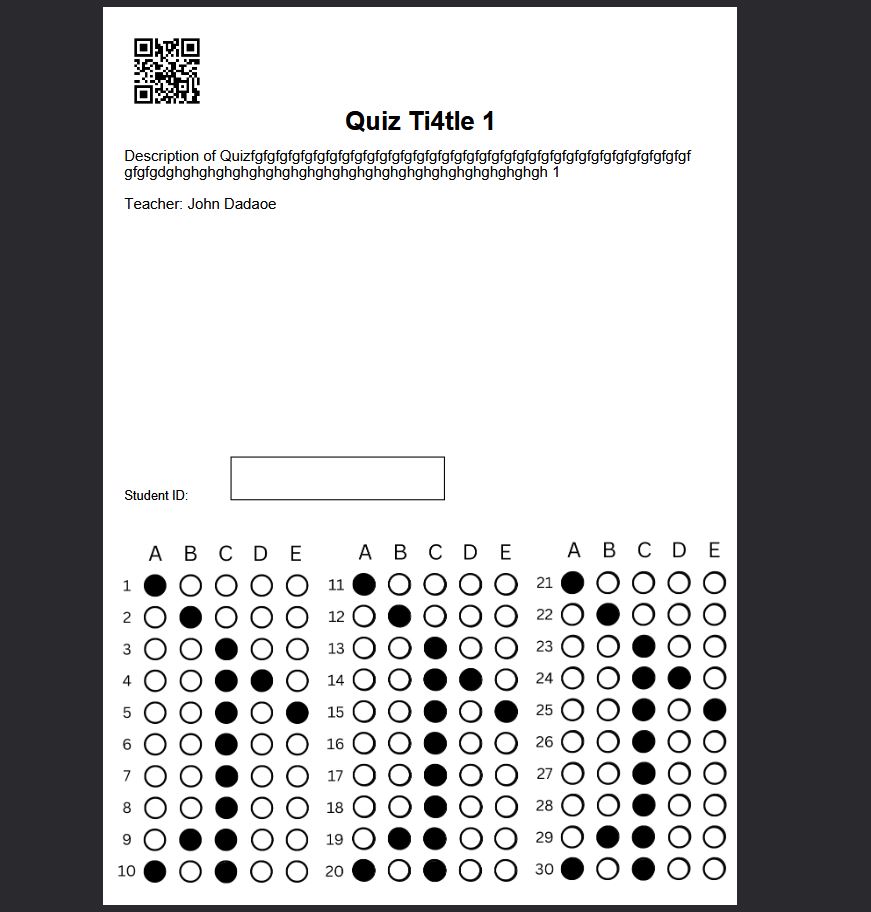 Quiz Ti4tle 1
Description of Quizfgfgfgfgfgfgfgfgfgfgfgfgfgfgfgfgfgfgfgfgfgfgfgfgfgfgfgfgfgfgfgfgfgfgfgfgf
gfgfgdghghghghghghghghghghghghghghghghghghghghghghgh 1
Teacher: John Dadaoe
Student ID:
A B C D E A B C D E A B C D E
1 11 21
2 12 22
3 13 23
4 14 24
5 15 25
6 16 26
7 17 27
8 18 28
9 19 29
10 20 30